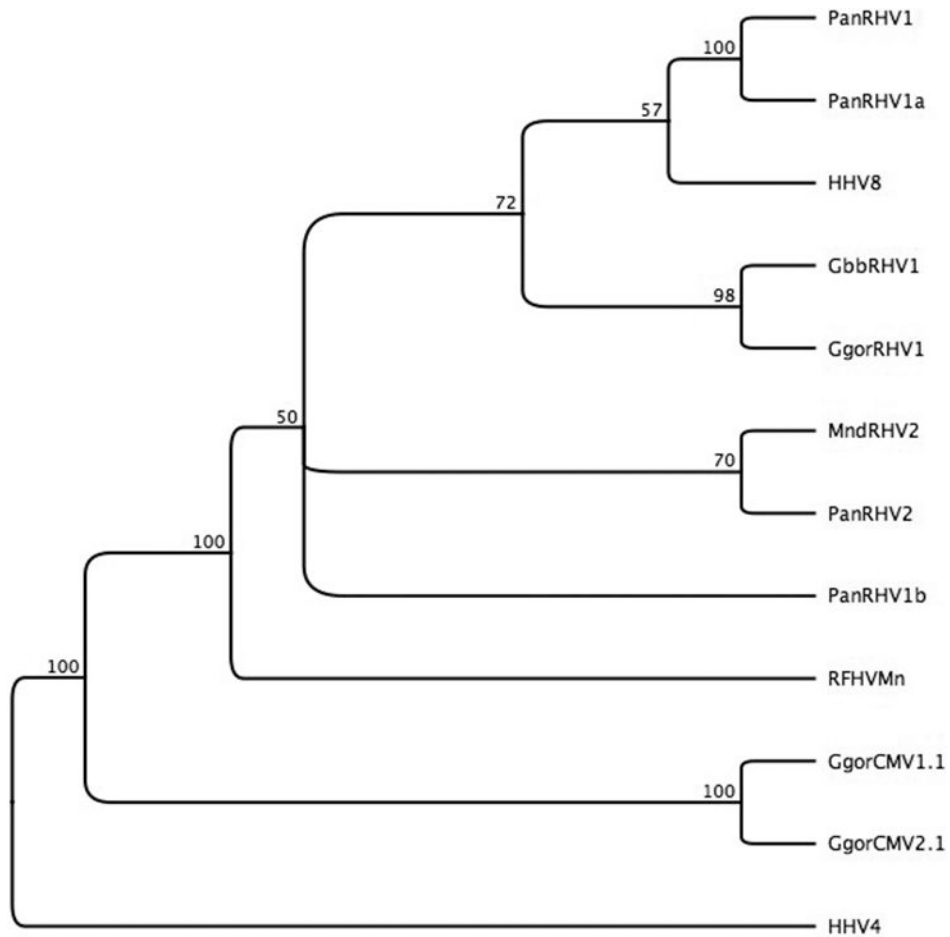 PanRHV1
100
PanRHV1a
57
HHV8
72
GbbRHV1
98
GgorRHV1
50
MndRHV2
70
PanRHV2
100
PanRHV1b
100
RFHVMn
GgorCMV1.1
100
GgorCMV2.1
HHV4